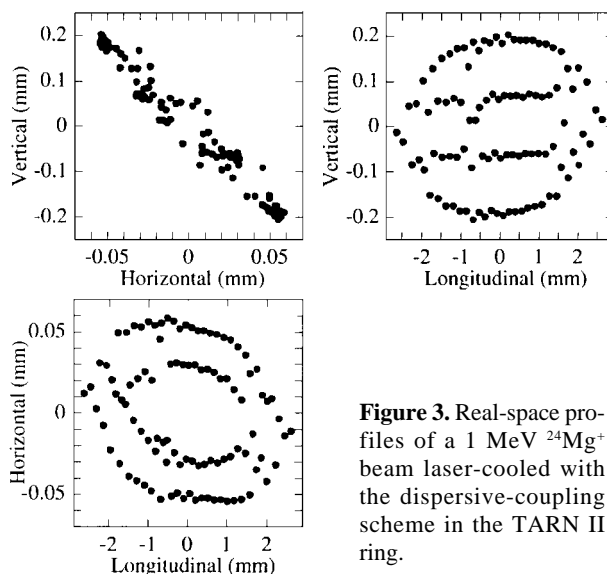 0.2
0.1
0
-0.1
-0.2
Vertical (mm)
-0.05
0
0.05
Horizontal (mm)
0.2
0.1
0
-0.1
-0.2
Vertical (mm)
-2
-1
0
1
2
Longitudinal (mm)
0.05
0
-0.05
Horizontal (mm)
-2
-1
0
1
2
Longitudinal (mm)
Figure 3. Real-space pro-
files of a 1 MeV ²⁴Mg⁺
beam laser-cooled with
the dispersive-coupling
scheme in the TARN II
ring.